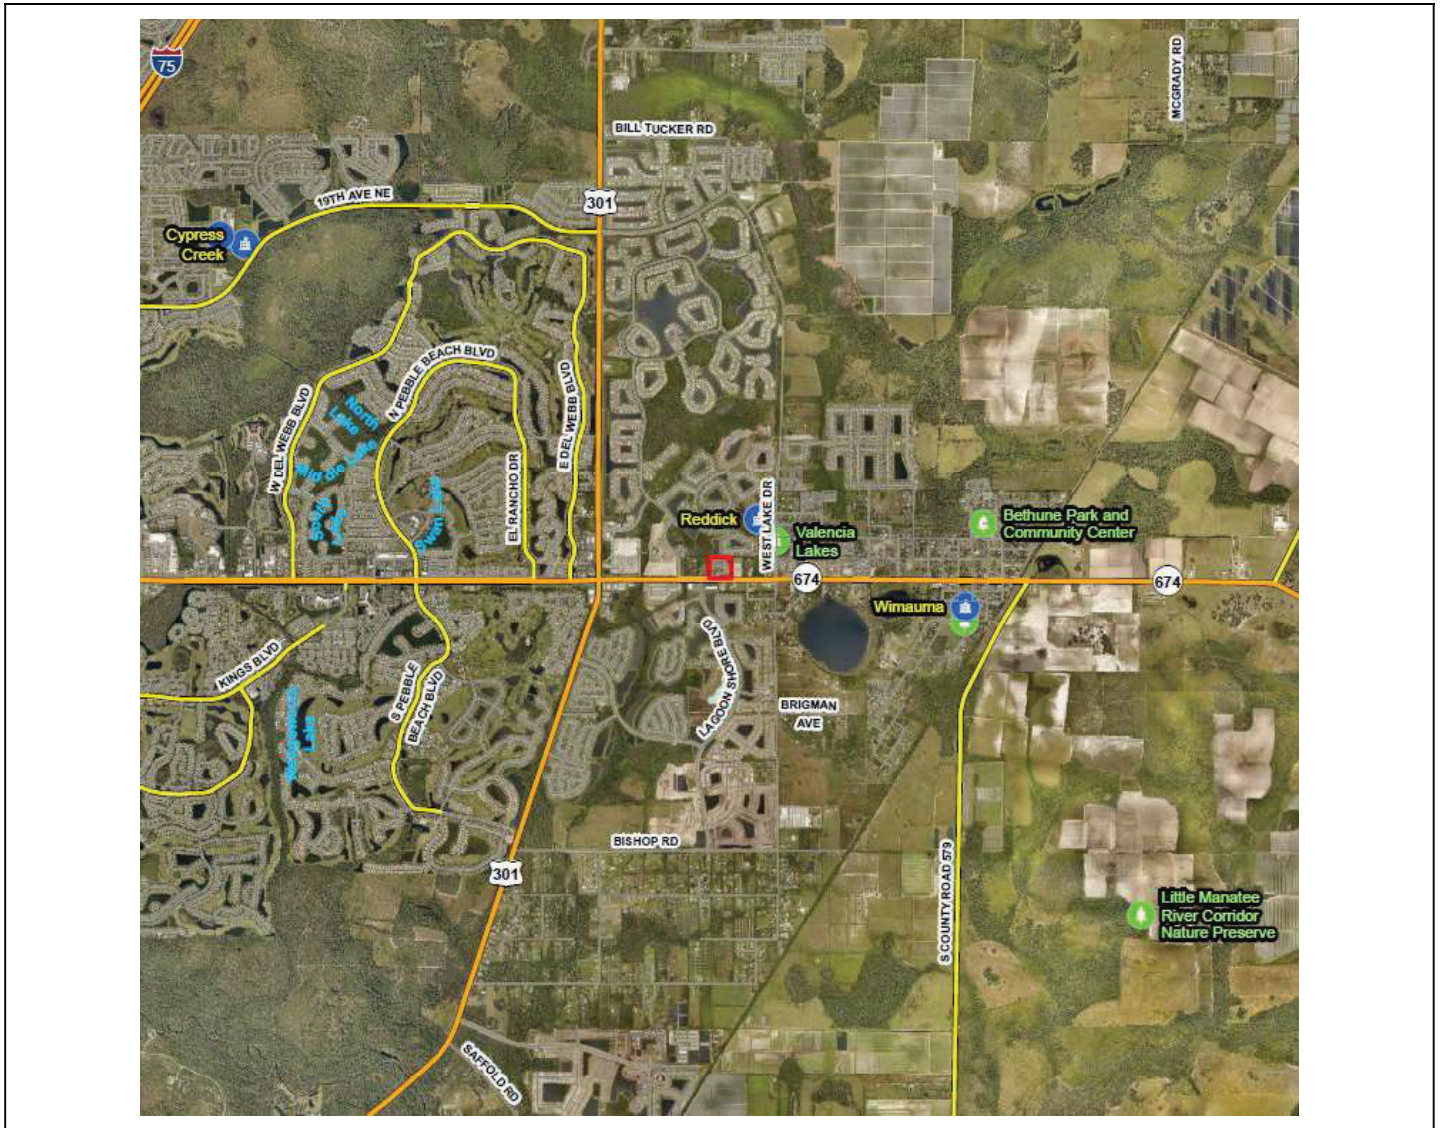 75
MCGRADY RD
BILL TUCKER RD
19TH AVE NE
301
Cypress
Creek
N PEBBLE BEACH BLVD
W DEL WEBB BLVD
E DEL WEBB BLVD
North
Lake
Middle Lake
South
Lake
Swan Lake
EL RANCHO DR
Reddick
WEST LAKE DR
Valencia
Lakes
Bethune Park and
Community Center
674
674
Wimauma
KINGS BLVD
S PEBBLE
BEACH BLVD
LAGOON SHORE BLVD
BRIGMAN
AVE
Lake
BISHOP RD
301
S COUNTY ROAD 579
Little Manatee
River Corridor
Nature Preserve
SAFFOLD RD